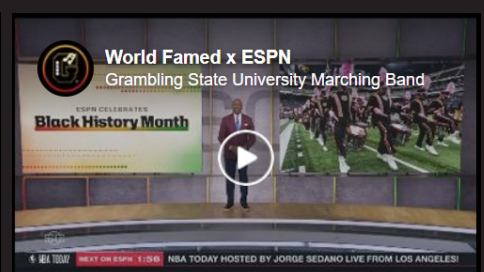 World Famed x ESPN
Grambling State University Marching Band
ESPN CELEBRATES
Black History Month
NBA TODAY NEXT ON ESPN 1:56 NBA TODAY HOSTED BY JORGE SEDANO LIVE FROM LOS ANGELES!